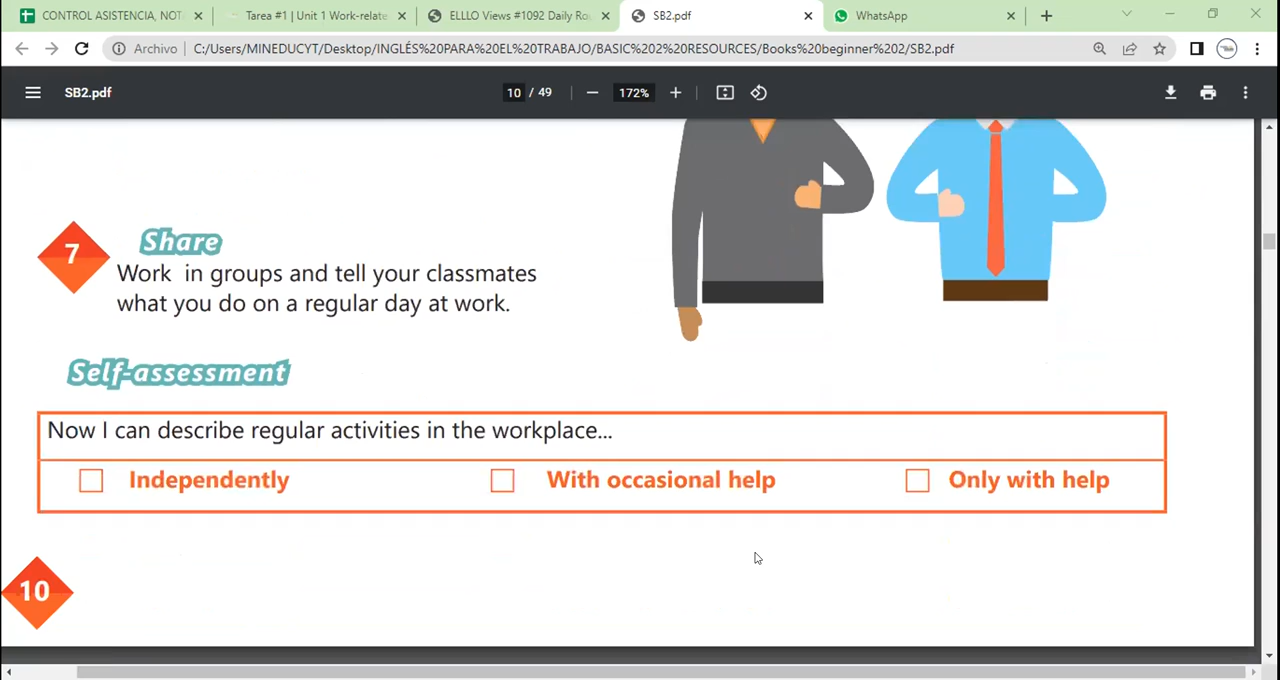 CONTROL ASISTENCIA, NOT
Tarea #1 | Unit 1 Work-relate
ELLLO Views #1092 Daily Ro
SB2.pdf
WhatsApp
Archivo
C:/Users/MINEDUCYT/Desktop/INGLÉS%20PARA%20EL%20TRABAJO/BASIC%202%20RESOURCES/Books%20beginner%202/SB2.pdf
SB2.pdf
10 / 49
172%
7
Share
Work in groups and tell your classmates
what you do on a regular day at work.
Self-assessment
Now I can describe regular activities in the workplace...
Independently
With occasional help
Only with help
10